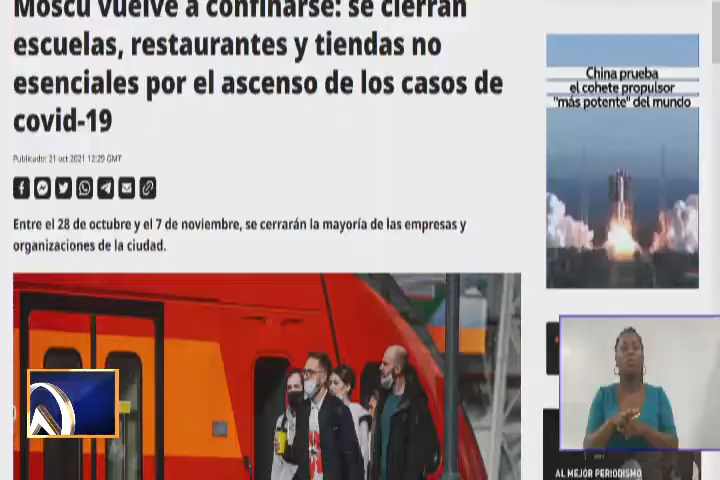 Moscú vuelve a confinarse: se cierran
escuelas, restaurantes y tiendas no
esenciales por el ascenso de los casos de
covid-19
Publicado: 21 oct 2021 12:29 GMT
Entre el 28 de octubre y el 7 de noviembre, se cerrarán la mayoría de las empresas y
organizaciones de la ciudad.
China prueba
el cohete propulsor
"más potente" del mundo
AL MEJOR PERIODISMO